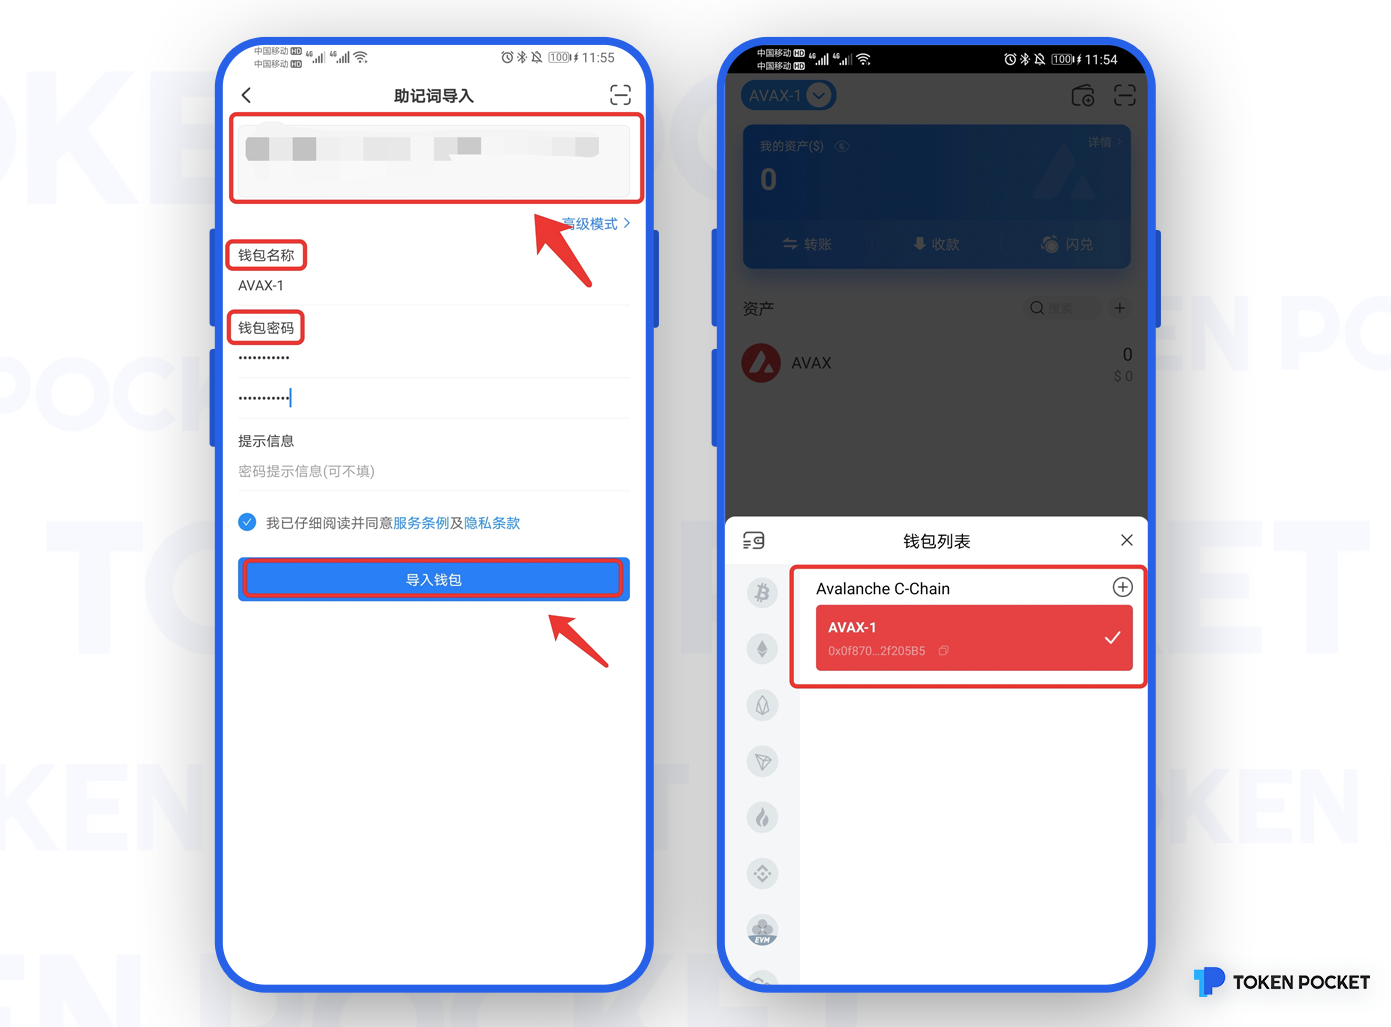 中国移动 HD
中国移动 HD
4G 4G
100
11:55
助记词导入
高级模式
钱包名称
AVAX-1
钱包密码
提示信息
密码提示信息(可不填)
我已仔细阅读并同意服务条例及隐私条款
导入钱包
中国移动 HD
中国移动 HD
4G 4G
100
11:54
AVAX-1
我的资产($)
详情
0
转账
收款
闪兑
资产
搜索
AVAX
0
$ 0
钱包列表
Avalanche C-Chain
AVAX-1
0x0f870...2f205B5
EVM
TOKEN POCKET